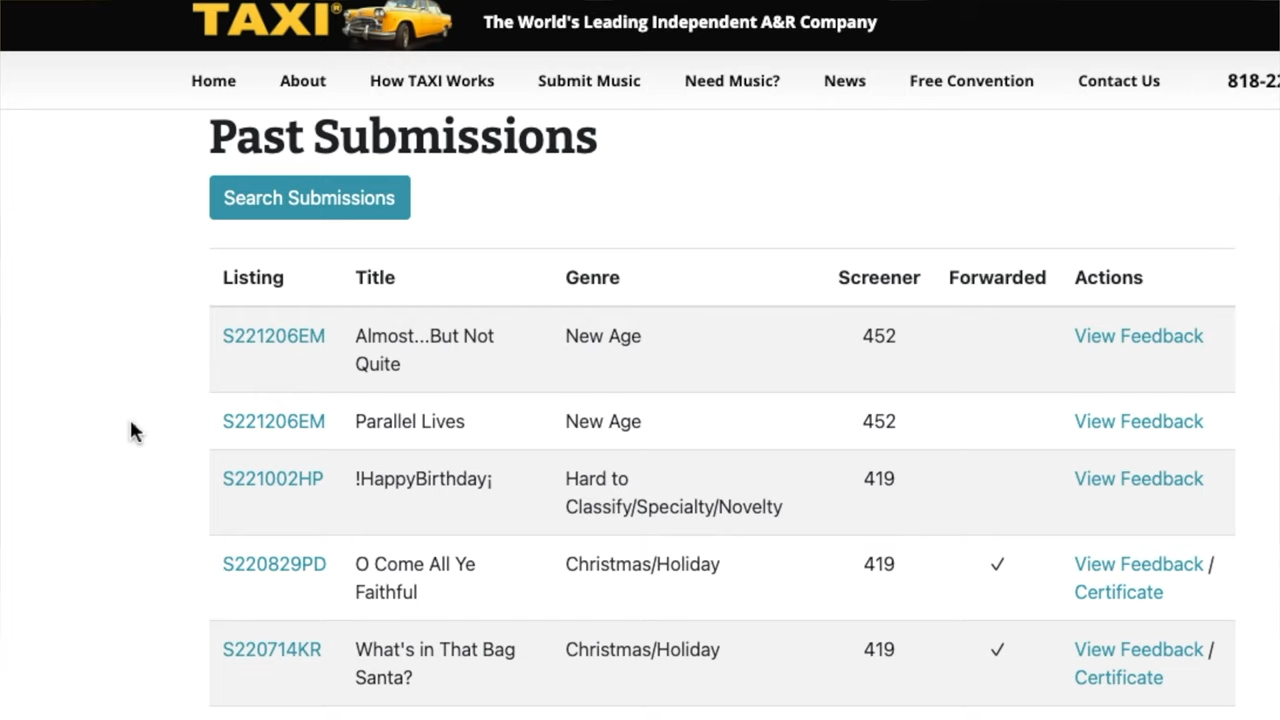 TAXI®
The World's Leading Independent A&R Company
Home About How TAXI Works Submit Music Need Music? News Free Convention Contact Us 818-22
Past Submissions
Search Submissions
Listing Title Genre Screener Forwarded Actions
S221206EM Almost...But Not New Age 452 View Feedback
Quite
S221206EM Parallel Lives New Age 452 View Feedback
S221002HP !HappyBirthday¡ Hard to 419 View Feedback
Classify/Specialty/Novelty
S220829PD O Come All Ye Christmas/Holiday 419 ✓ View Feedback /
Faithful Certificate
S220714KR What's in That Bag Christmas/Holiday 419 ✓ View Feedback /
Santa? Certificate